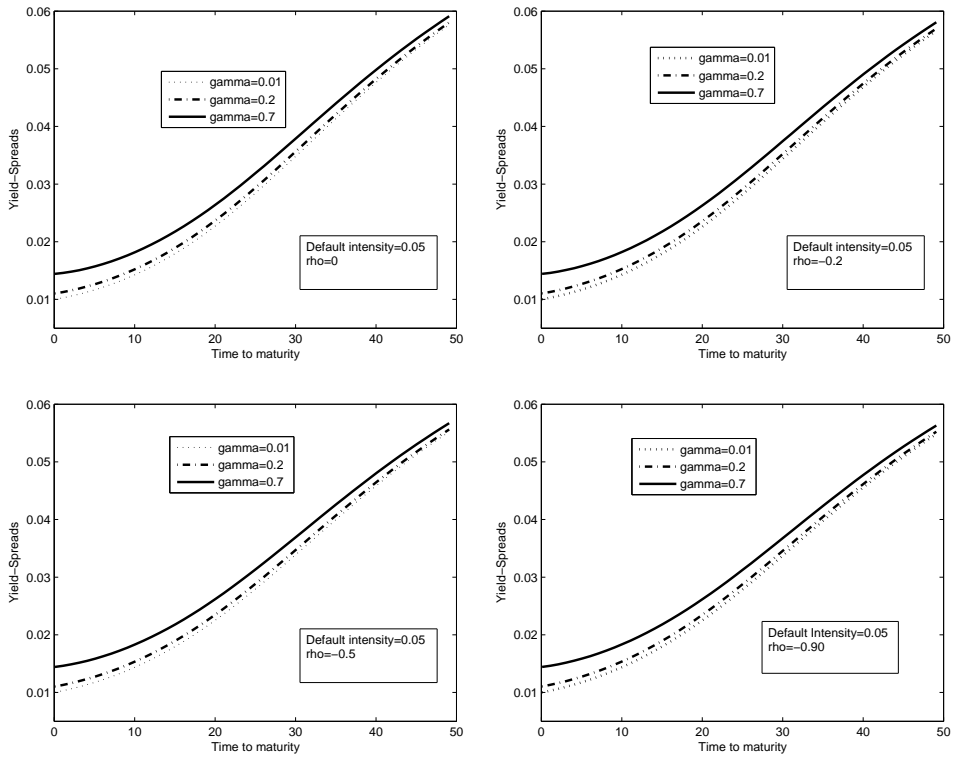 0.06
0.05
0.04
0.03
0.02
0.01
Yield−Spreads
gamma=0.01
gamma=0.2
gamma=0.7
Default intensity=0.05
rho=0
0 10 20 30 40 50
Time to maturity
0.06
0.05
0.04
0.03
0.02
0.01
Yield−Spreads
gamma=0.01
gamma=0.2
gamma=0.7
Default intensity=0.05
rho=−0.2
0 10 20 30 40 50
Time to maturity
0.06
0.05
0.04
0.03
0.02
0.01
Yield−Spreads
gamma=0.01
gamma=0.2
gamma=0.7
Default intensity=0.05
rho=−0.5
0 10 20 30 40 50
Time to maturity
0.06
0.05
0.04
0.03
0.02
0.01
Yield−Spreads
gamma=0.01
gamma=0.2
gamma=0.7
Default Intensity=0.05
rho=−0.90
0 10 20 30 40 50
Time to maturity